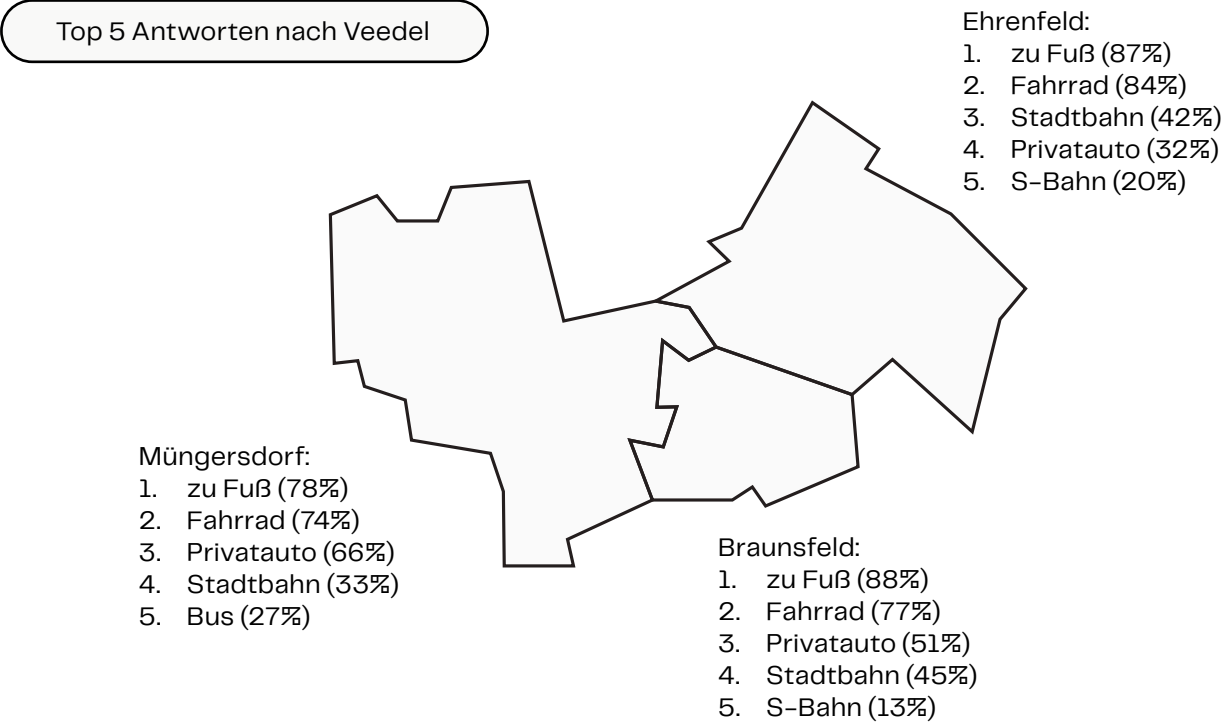 Top 5 Antworten nach Veedel
Ehrenfeld:
1. zu Fuß (87%)
2. Fahrrad (84%)
3. Stadtbahn (42%)
4. Privatauto (32%)
5. S-Bahn (20%)
Müngersdorf:
1. zu Fuß (78%)
2. Fahrrad (74%)
3. Privatauto (66%)
4. Stadtbahn (33%)
5. Bus (27%)
Braunsfeld:
1. zu Fuß (88%)
2. Fahrrad (77%)
3. Privatauto (51%)
4. Stadtbahn (45%)
5. S-Bahn (13%)